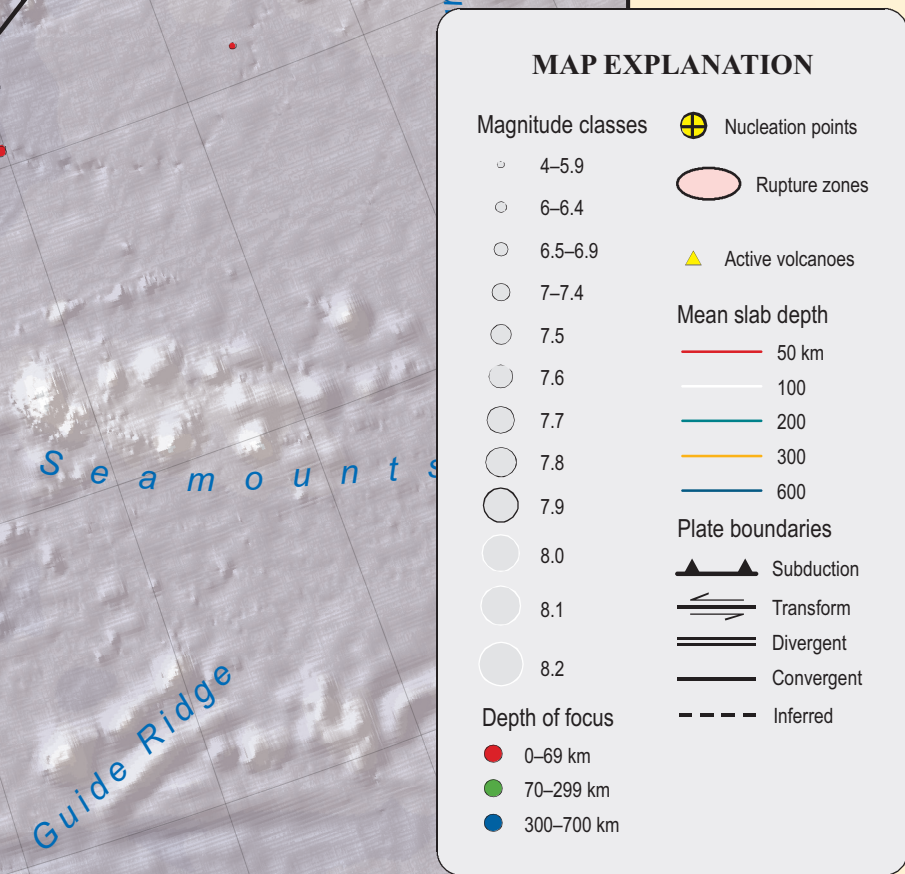 MAP EXPLANATION
Magnitude classes
4–5.9
6–6.4
6.5–6.9
7–7.4
7.5
7.6
7.7
7.8
7.9
8.0
8.1
8.2
Depth of focus
0–69 km
70–299 km
300–700 km
Nucleation points
Rupture zones
Active volcanoes
Mean slab depth
50 km
100
200
300
600
Plate boundaries
Subduction
Transform
Divergent
Convergent
Inferred
Seamounts
Guide Ridge